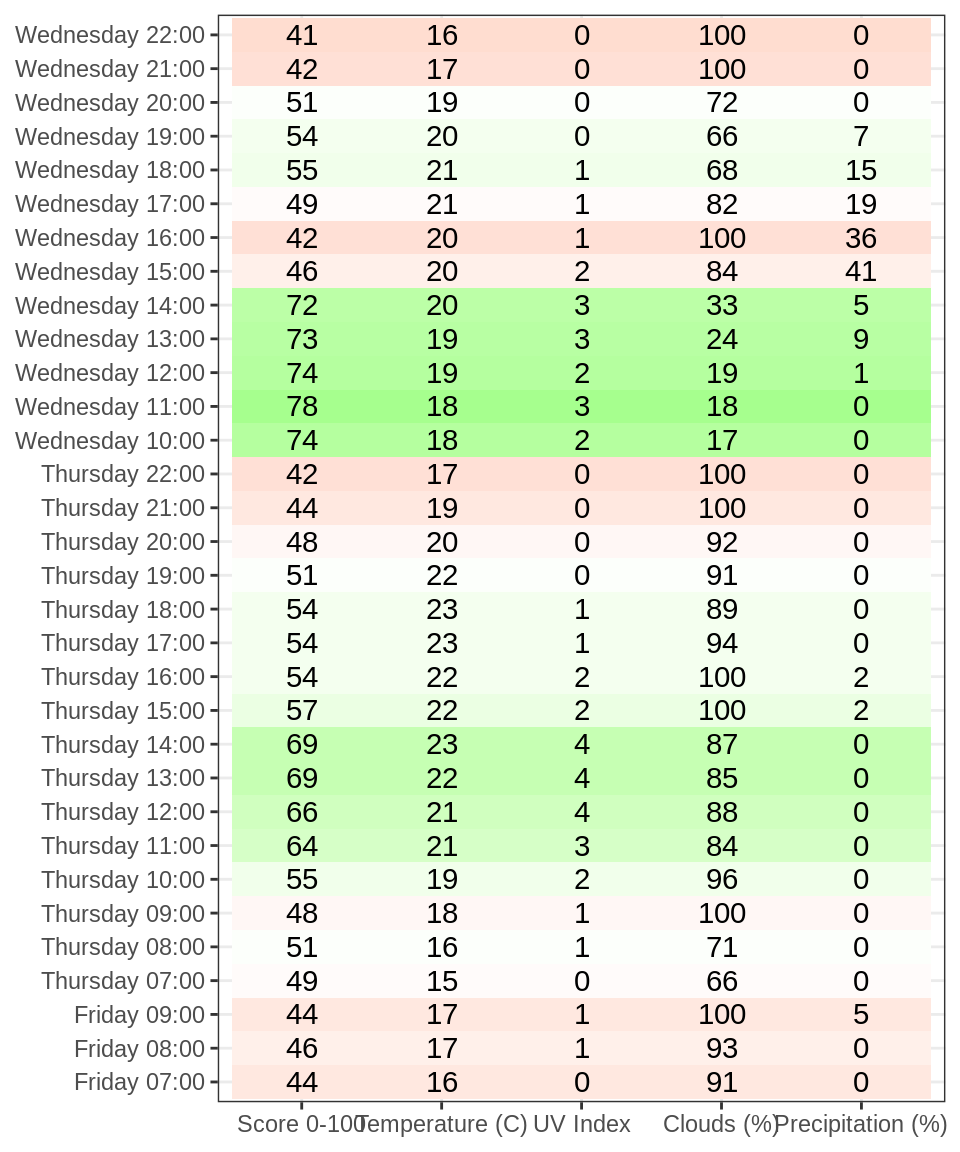 Wednesday 22:00 41 16 0 100 0
Wednesday 21:00 42 17 0 100 0
Wednesday 20:00 51 19 0 72 0
Wednesday 19:00 54 20 0 66 7
Wednesday 18:00 55 21 1 68 15
Wednesday 17:00 49 21 1 82 19
Wednesday 16:00 42 20 1 100 36
Wednesday 15:00 46 20 2 84 41
Wednesday 14:00 72 20 3 33 5
Wednesday 13:00 73 19 3 24 9
Wednesday 12:00 74 19 2 19 1
Wednesday 11:00 78 18 3 18 0
Wednesday 10:00 74 18 2 17 0
Thursday 22:00 42 17 0 100 0
Thursday 21:00 44 19 0 100 0
Thursday 20:00 48 20 0 92 0
Thursday 19:00 51 22 0 91 0
Thursday 18:00 54 23 1 89 0
Thursday 17:00 54 23 1 94 0
Thursday 16:00 54 22 2 100 2
Thursday 15:00 57 22 2 100 2
Thursday 14:00 69 23 4 87 0
Thursday 13:00 69 22 4 85 0
Thursday 12:00 66 21 4 88 0
Thursday 11:00 64 21 3 84 0
Thursday 10:00 55 19 2 96 0
Thursday 09:00 48 18 1 100 0
Thursday 08:00 51 16 1 71 0
Thursday 07:00 49 15 0 66 0
Friday 09:00 44 17 1 100 5
Friday 08:00 46 17 1 93 0
Friday 07:00 44 16 0 91 0
Score 0-100 Temperature (C) UV Index Clouds (%) Precipitation (%)